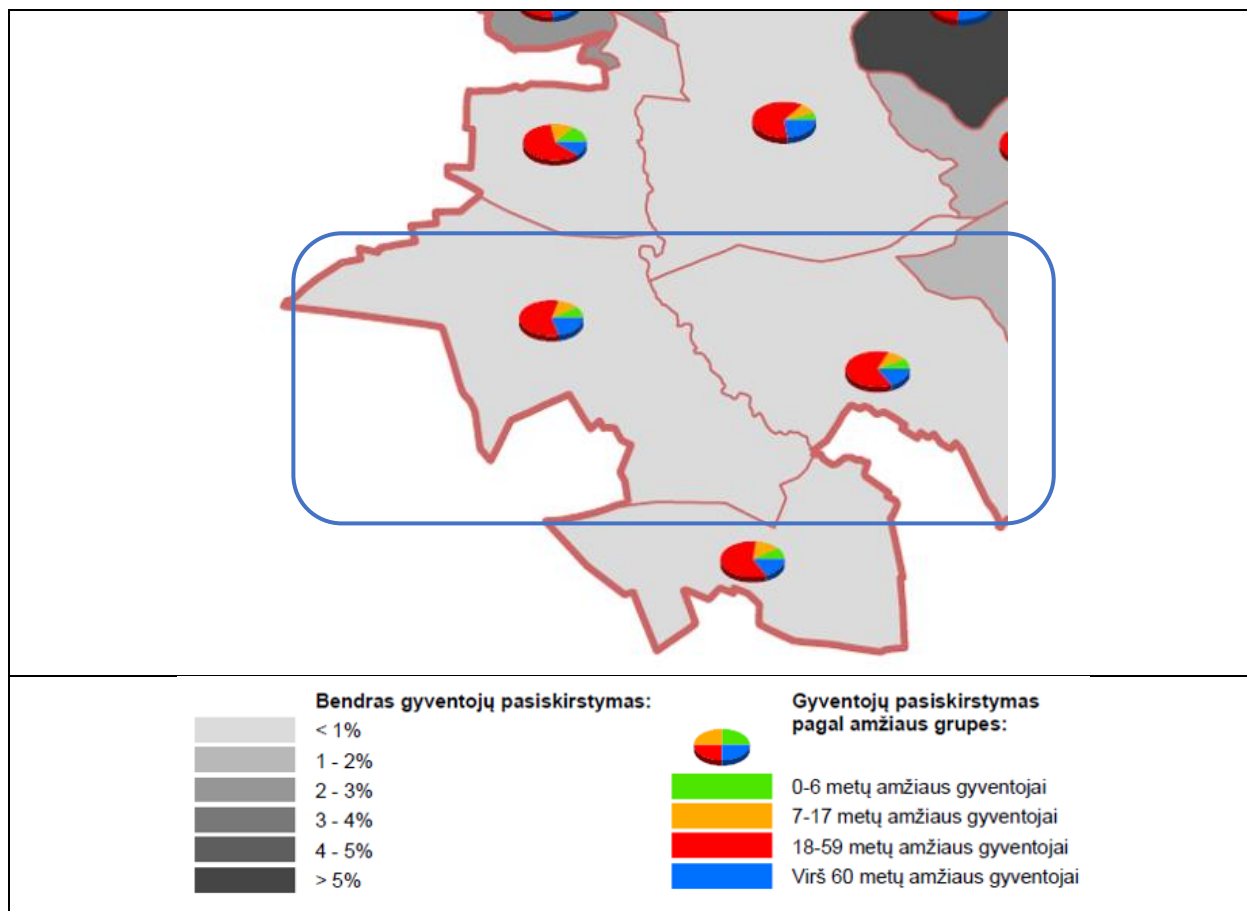 Bendras gyventojų pasiskirstymas:
< 1%
1 - 2%
2 - 3%
3 - 4%
4 - 5%
> 5%
Gyventojų pasiskirstymas
pagal amžiaus grupes:
0-6 metų amžiaus gyventojai
7-17 metų amžiaus gyventojai
18-59 metų amžiaus gyventojai
Virš 60 metų amžiaus gyventojai